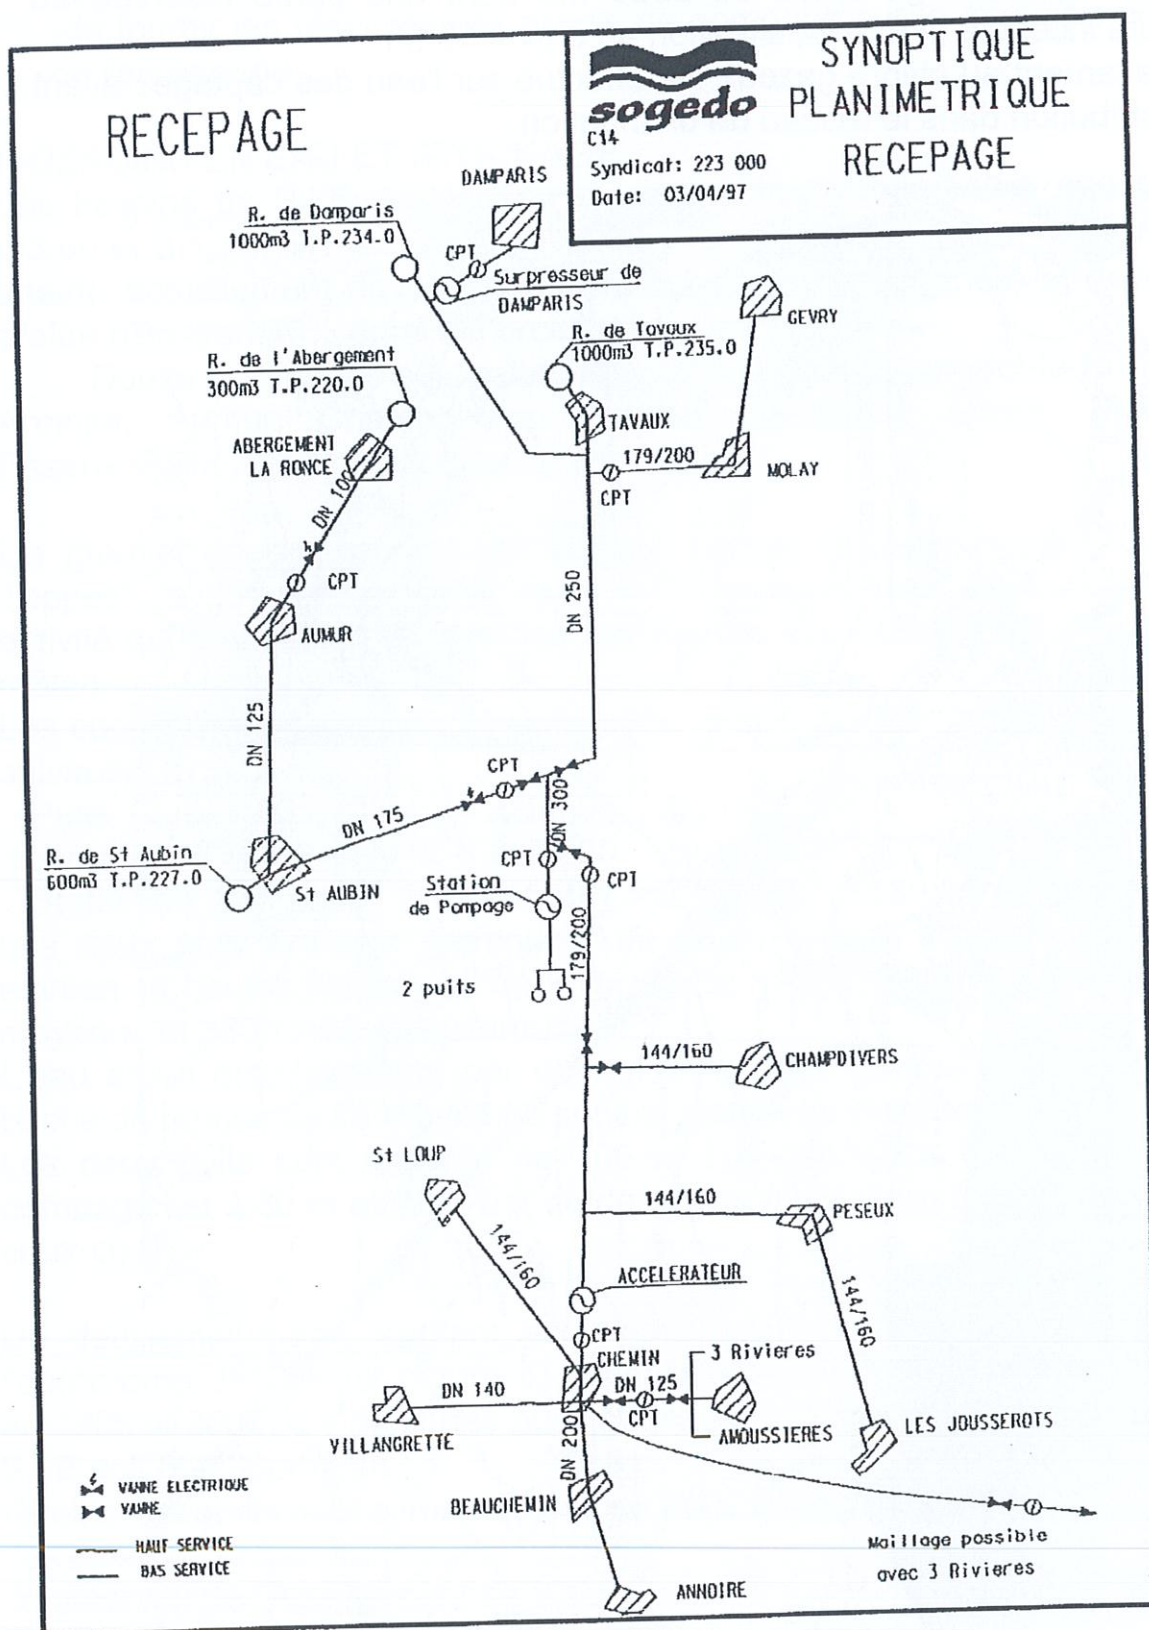 RECEPAGE
sogedo
C14
Syndicat: 223 000
Date: 03/04/97
SYNOPTIQUE
PLANIMETRIQUE
RECEPAGE
DAMPARIS
R. de Damparis
1000m3 T.P.234.0
CPT
Surpresseur de
DAMPARIS
GEVRY
R. de Tavaux
1000m3 T.P.235.0
R. de l'Abergement
300m3 T.P.220.0
TAVAUX
ABERGEMENT
LA RONCE
179/200
MOLAY
CPT
DN 100
CPT
DN 250
AUMUR
DN 125
CPT
DN 300
DN 175
R. de St Aubin
600m3 T.P.227.0
St AUBIN
CPT
CPT
Station
de Pompage
179/200
2 puits
144/160
CHAMPDIVERS
St LOUP
144/160
PESEUX
144/160
ACCELERATEUR
144/160
CPT
CHEMIN
3 Rivieres
DN 140
DN 125
CPT
VILLANGRETTE
AMOUSSIERES
LES JOUSSEROTS
DN 200
BEAUCHEMIN
VANNE ELECTRIQUE
VANNE
HAUT SERVICE
BAS SERVICE
Maillage possible
avec 3 Rivieres
ANNOIRE